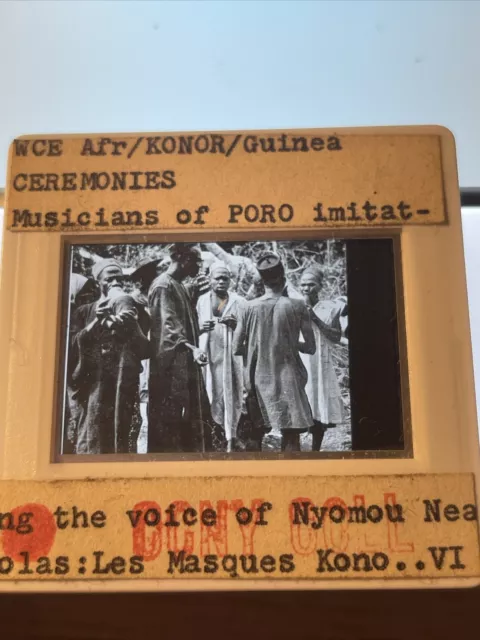 WCE Afr/KONOR/Guinea
CEREMONIES
Musicians of PORO imitat-
ng the voice of Nyomou Nea
DCNY COLL
olas:Les Masques Kono..VI